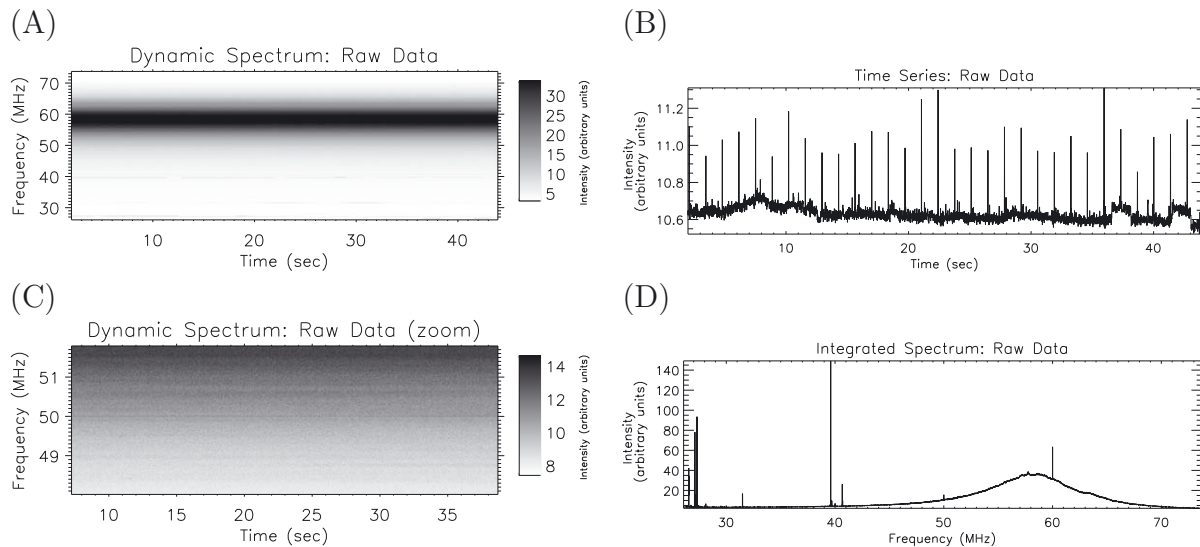 (A)
Dynamic Spectrum: Raw Data
Frequency (MHz)
70
60
50
40
30
10 20 30 40
Time (sec)
30
25
20
15
10
5
Intensity (arbitrary units)
(B)
Time Series: Raw Data
Intensity
(arbitrary units)
11.2
11.0
10.8
10.6
10 20 30 40
Time (sec)
(C)
Dynamic Spectrum: Raw Data (zoom)
Frequency (MHz)
51
50
49
10 15 20 25 30 35
Time (sec)
14
12
10
8
Intensity (arbitrary units)
(D)
Integrated Spectrum: Raw Data
Intensity
(arbitrary units)
140
120
100
80
60
40
20
30 40 50 60 70
Frequency (MHz)